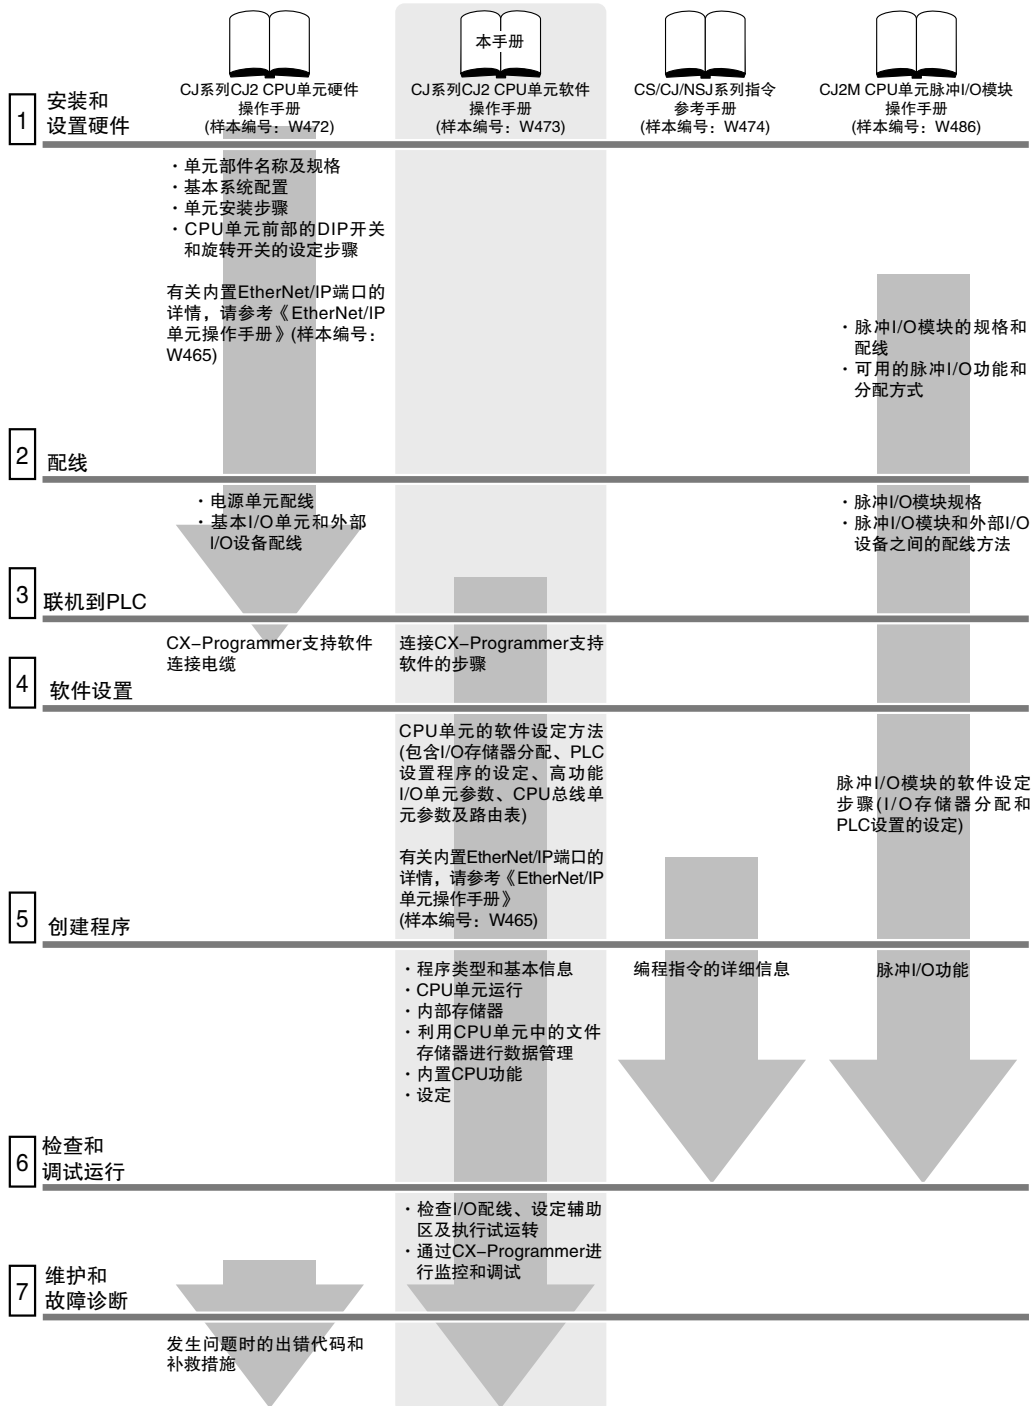 本手册
CJ系列CJ2 CPU单元硬件
操作手册
(样本编号：W472)
CJ系列CJ2 CPU单元软件
操作手册
(样本编号：W473)
CS/CJ/NSJ系列指令
参考手册
(样本编号：W474)
CJ2M CPU单元脉冲I/O模块
操作手册
(样本编号：W486)
1
安装和
设置硬件
・单元部件名称及规格
・基本系统配置
・单元安装步骤
・CPU单元前部的DIP开关
和旋转开关的设定步骤
有关内置EtherNet/IP端口的
详情，请参考《EtherNet/IP
单元操作手册》(样本编号：
W465)
・脉冲I/O模块的规格和
配线
・可用的脉冲I/O功能和
分配方式
2
配线
・电源单元配线
・基本I/O单元和外部
I/O设备配线
・脉冲I/O模块规格
・脉冲I/O模块和外部I/O
设备之间的配线方法
3
联机到PLC
CX–Programmer支持软件
连接电缆
连接CX–Programmer支持
软件的步骤
4
软件设置
CPU单元的软件设定方法
(包含I/O存储器分配、PLC
设置程序的设定、高功能
I/O单元参数、CPU总线单
元参数及路由表)
有关内置EtherNet/IP端口的
详情，请参考《EtherNet/IP
单元操作手册》
(样本编号：W465)
脉冲I/O模块的软件设定
步骤(I/O存储器分配和
PLC设置的设定)
5
创建程序
・程序类型和基本信息
・CPU单元运行
・内部存储器
・利用CPU单元中的文件
存储器进行数据管理
・内置CPU功能
・设定
编程指令的详细信息
脉冲I/O功能
6
检查和
调试运行
・检查I/O配线、设定辅助
区及执行试运转
・通过CX–Programmer进
行监控和调试
7
维护和
故障诊断
发生问题时的出错代码和
补救措施